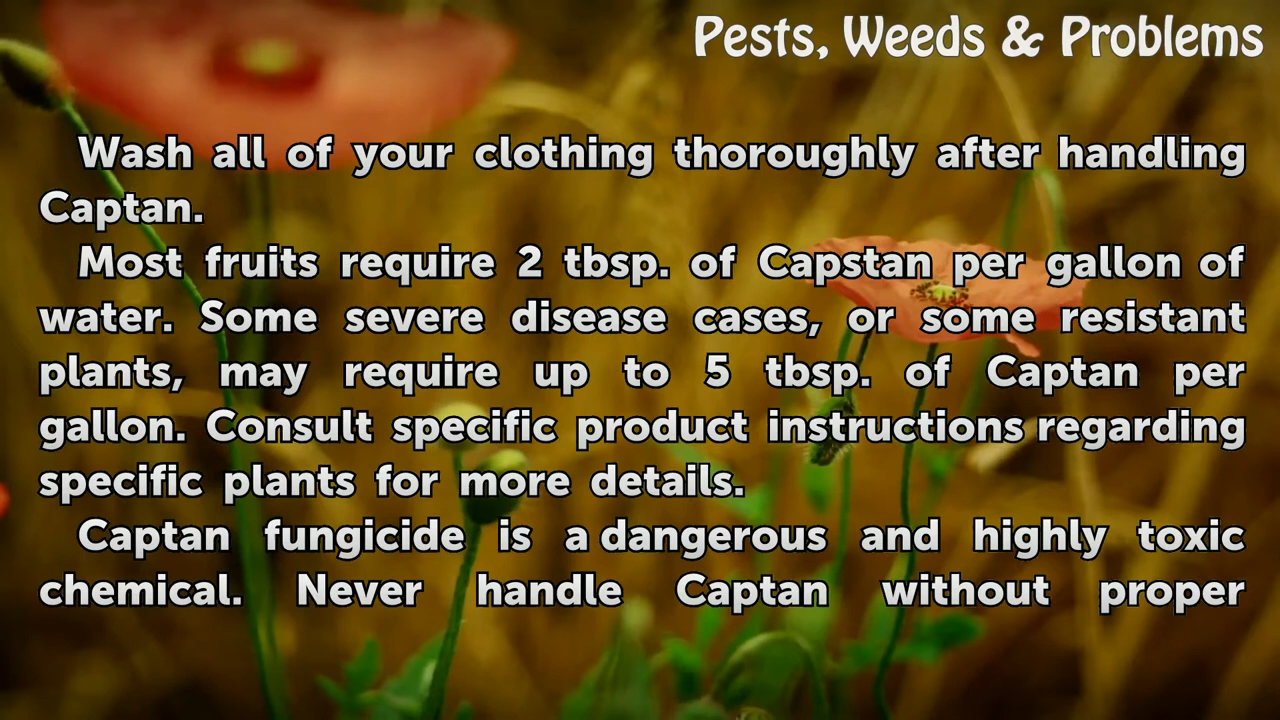 Pests, Weeds & Problems
Wash all of your clothing thoroughly after handling
Captan.
Most fruits require 2 tbsp. of Capstan per gallon of
water. Some severe disease cases, or some resistant
plants, may require up to 5 tbsp. of Captan per
gallon. Consult specific product instructions regarding
specific plants for more details.
Captan fungicide is a dangerous and highly toxic
chemical. Never handle Captan without proper